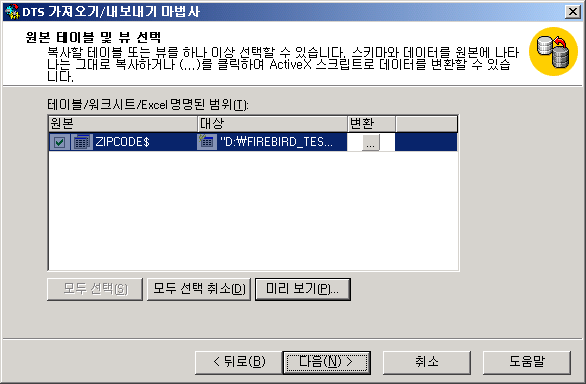 DTS 가져오기/내보내기 마법사
원본 테이블 및 뷰 선택
복사할 테이블 또는 뷰를 하나 이상 선택할 수 있습니다. 스키마와 데이터를 원본에 나타
나는 그대로 복사하거나 (...)를 클릭하여 ActiveX 스크립트로 데이터를 변환할 수 있습
니다.
테이블/워크시트/Excel 명명된 범위(T):
원본 대상 변환
ZIPCODE$ "D:₩FIREBIRD_TES... ...
모두 선택(S) 모두 선택 취소(D) 미리 보기(P)...
< 뒤로(B) 다음(N) > 취소 도움말